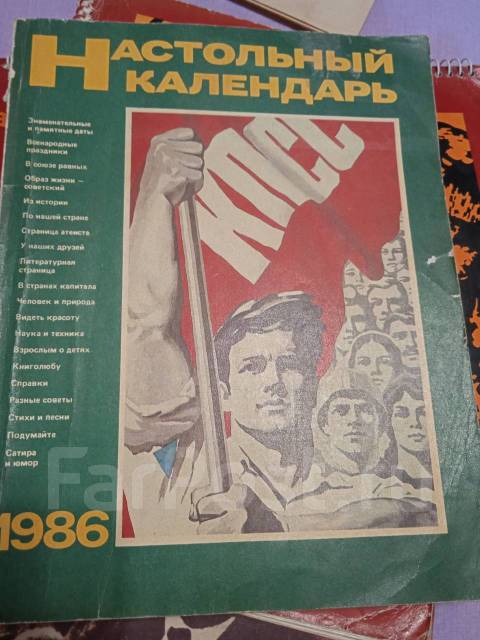 НАСТОЛЬНЫЙ
КАЛЕНДАРЬ
Знаменательные
и памятные даты
Всенародные
праздники
В союзе равных
Образ жизни —
советский
Из истории
По нашей стране
Страница атеиста
У наших друзей
Литературная
страница
В странах капитала
Человек и природа
Видеть красоту
Наука и техника
Взрослым о детях
Книголюбу
Справки
Разные советы
Стихи и песни
Подумайте
Сатира
и юмор
1986
КПСС